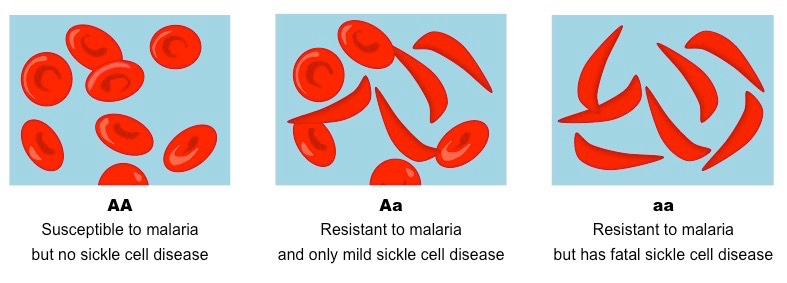 AA
Susceptible to malaria
but no sickle cell disease
Aa
Resistant to malaria
and only mild sickle cell disease
aa
Resistant to malaria
but has fatal sickle cell disease